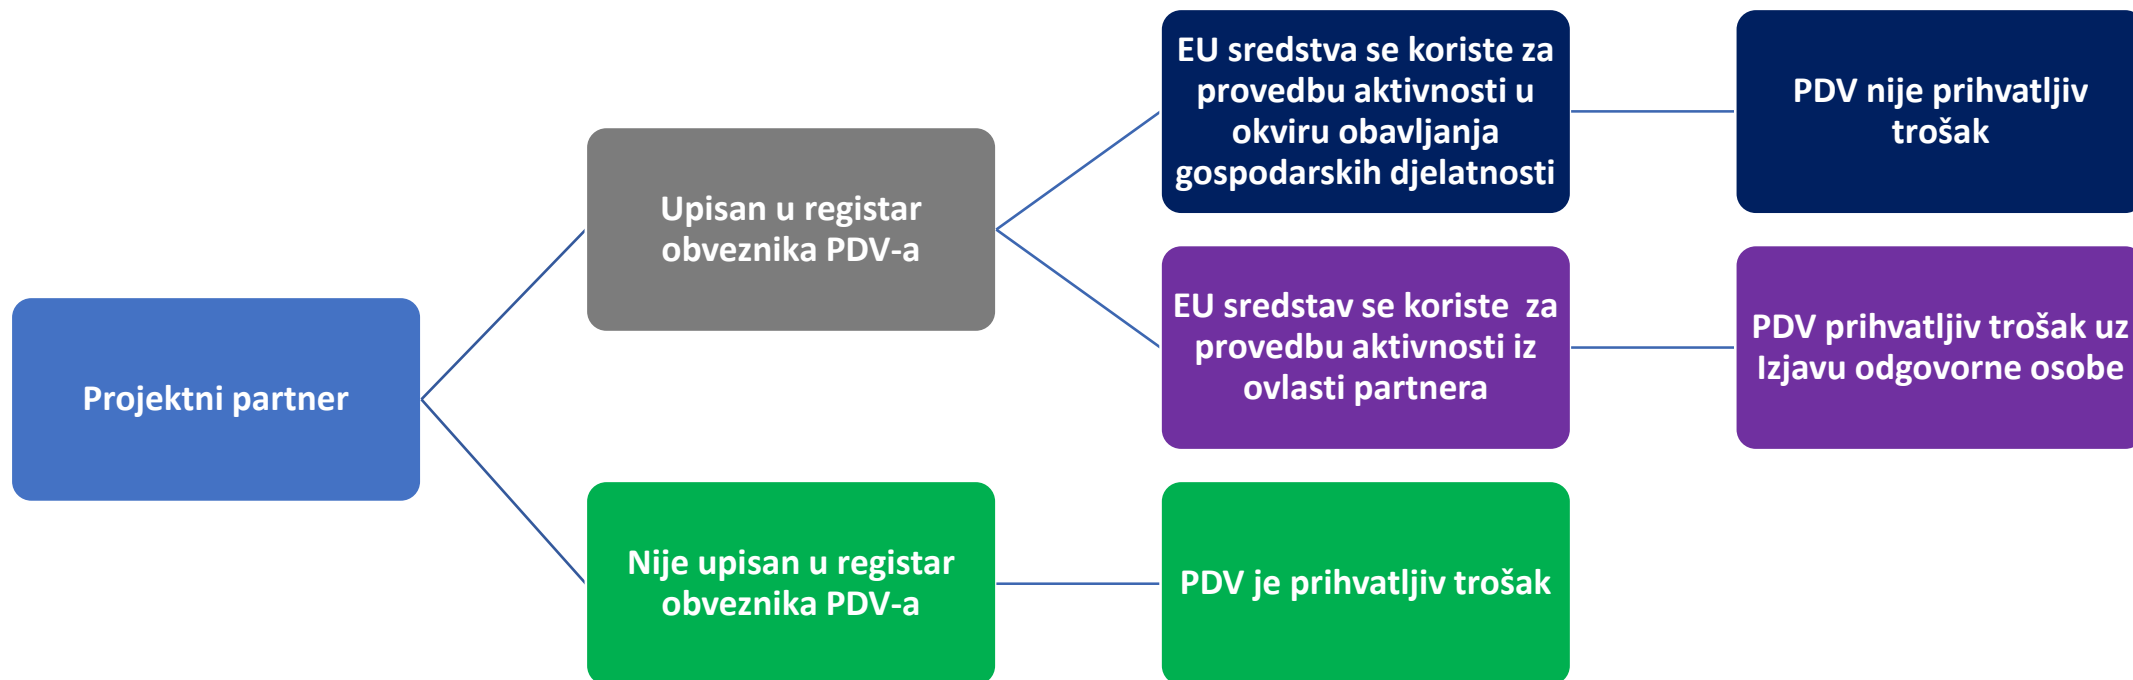 Projektni partner
Upisan u registar
obveznika PDV-a
EU sredstva se koriste za
provedbu aktivnosti u
okviru obavljanja
gospodarskih djelatnosti
PDV nije prihvatljiv
trošak
EU sredstav se koriste  za
provedbu aktivnosti iz
ovlasti partnera
PDV prihvatljiv trošak uz
Izjavu odgovorne osobe
Nije upisan u registar
obveznika PDV-a
PDV je prihvatljiv trošak